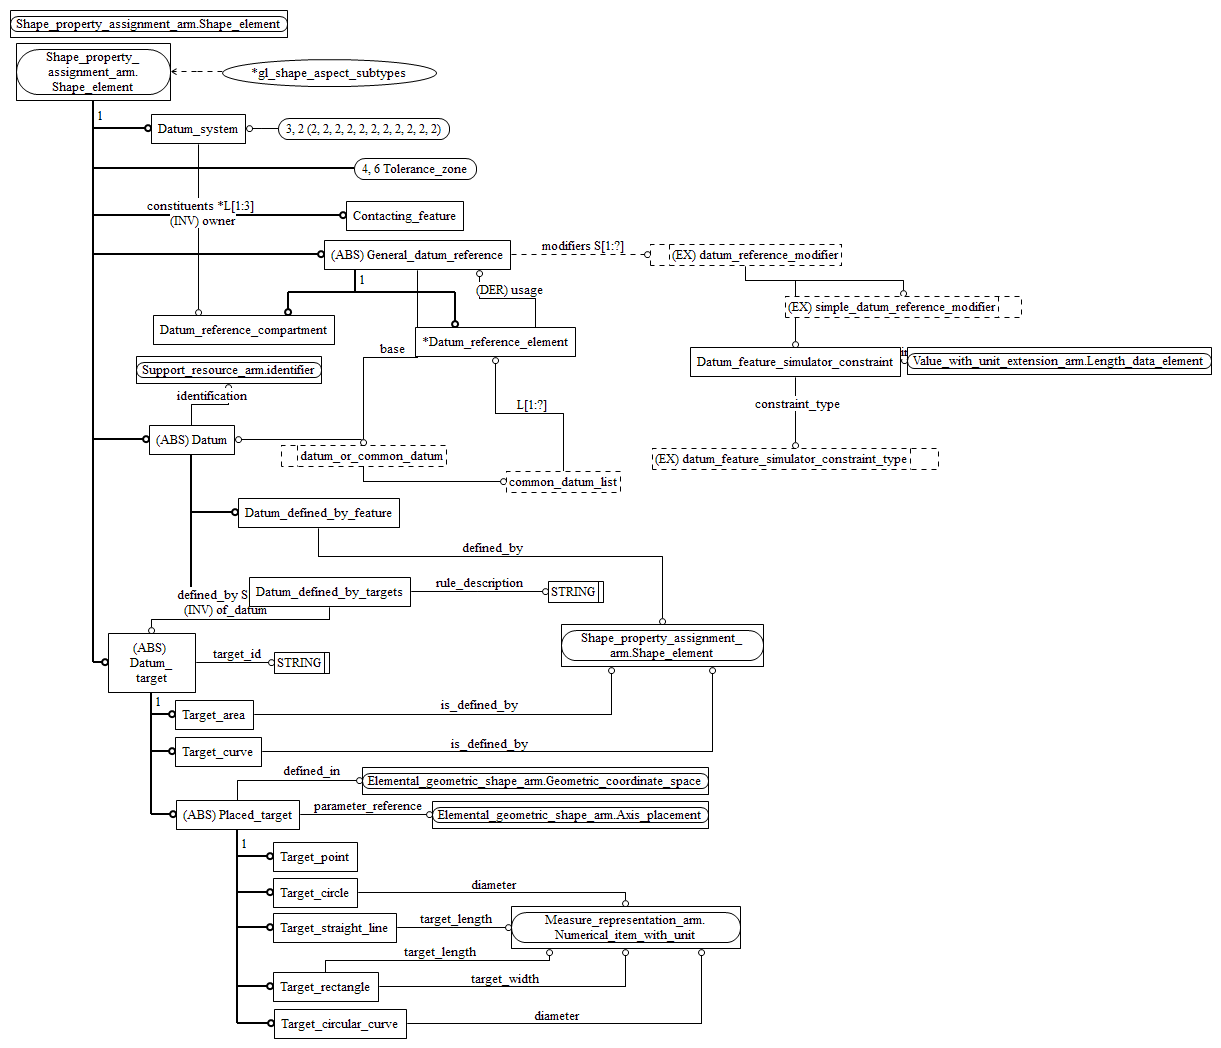 Shape_property_assignment_arm.Shape_element
Shape_property_
assignment_arm.
Shape_element
*gl_shape_aspect_subtypes
1
Datum_system
3, 2 (2, 2, 2, 2, 2, 2, 2, 2, 2, 2, 2)
4, 6 Tolerance_zone
constituents *L[1:3]
(INV) owner
Contacting_feature
(ABS) General_datum_reference
modifiers S[1:?]
(EX) datum_reference_modifier
1
(DER) usage
(EX) simple_datum_reference_modifier
Datum_reference_compartment
*Datum_reference_element
base
Datum_feature_simulator_constraint
Value_with_unit_extension_arm.Length_data_element
Support_resource_arm.identifier
identification
L[1:?]
constraint_type
(ABS) Datum
datum_or_common_datum
(EX) datum_feature_simulator_constraint_type
common_datum_list
Datum_defined_by_feature
defined_by
defined_by S
(INV) of_datum
Datum_defined_by_targets
rule_description
STRING
(ABS)
Datum_
target
target_id
STRING
Shape_property_assignment_
arm.Shape_element
1
Target_area
is_defined_by
Target_curve
is_defined_by
defined_in
Elemental_geometric_shape_arm.Geometric_coordinate_space
(ABS) Placed_target
parameter_reference
Elemental_geometric_shape_arm.Axis_placement
1
Target_point
Target_circle
diameter
Target_straight_line
target_length
Measure_representation_arm.
Numerical_item_with_unit
target_length
Target_rectangle
target_width
Target_circular_curve
diameter